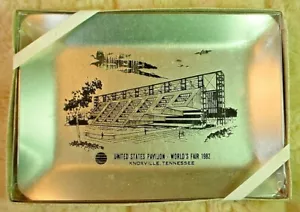 UNITED STATES PAVILION - WORLD'S FAIR 1982
KNOXVILLE, TENNESSEE